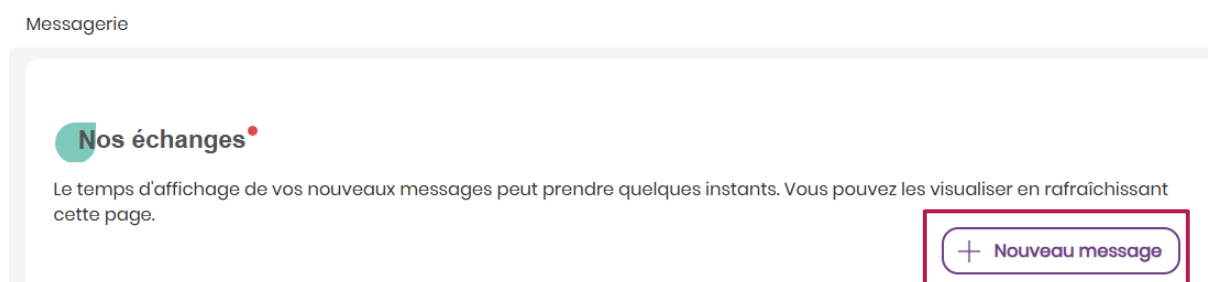 Messagerie
Nos échanges
Le temps d'affichage de vos nouveaux messages peut prendre quelques instants. Vous pouvez les visualiser en rafraîchissant
cette page.
+ Nouveau message